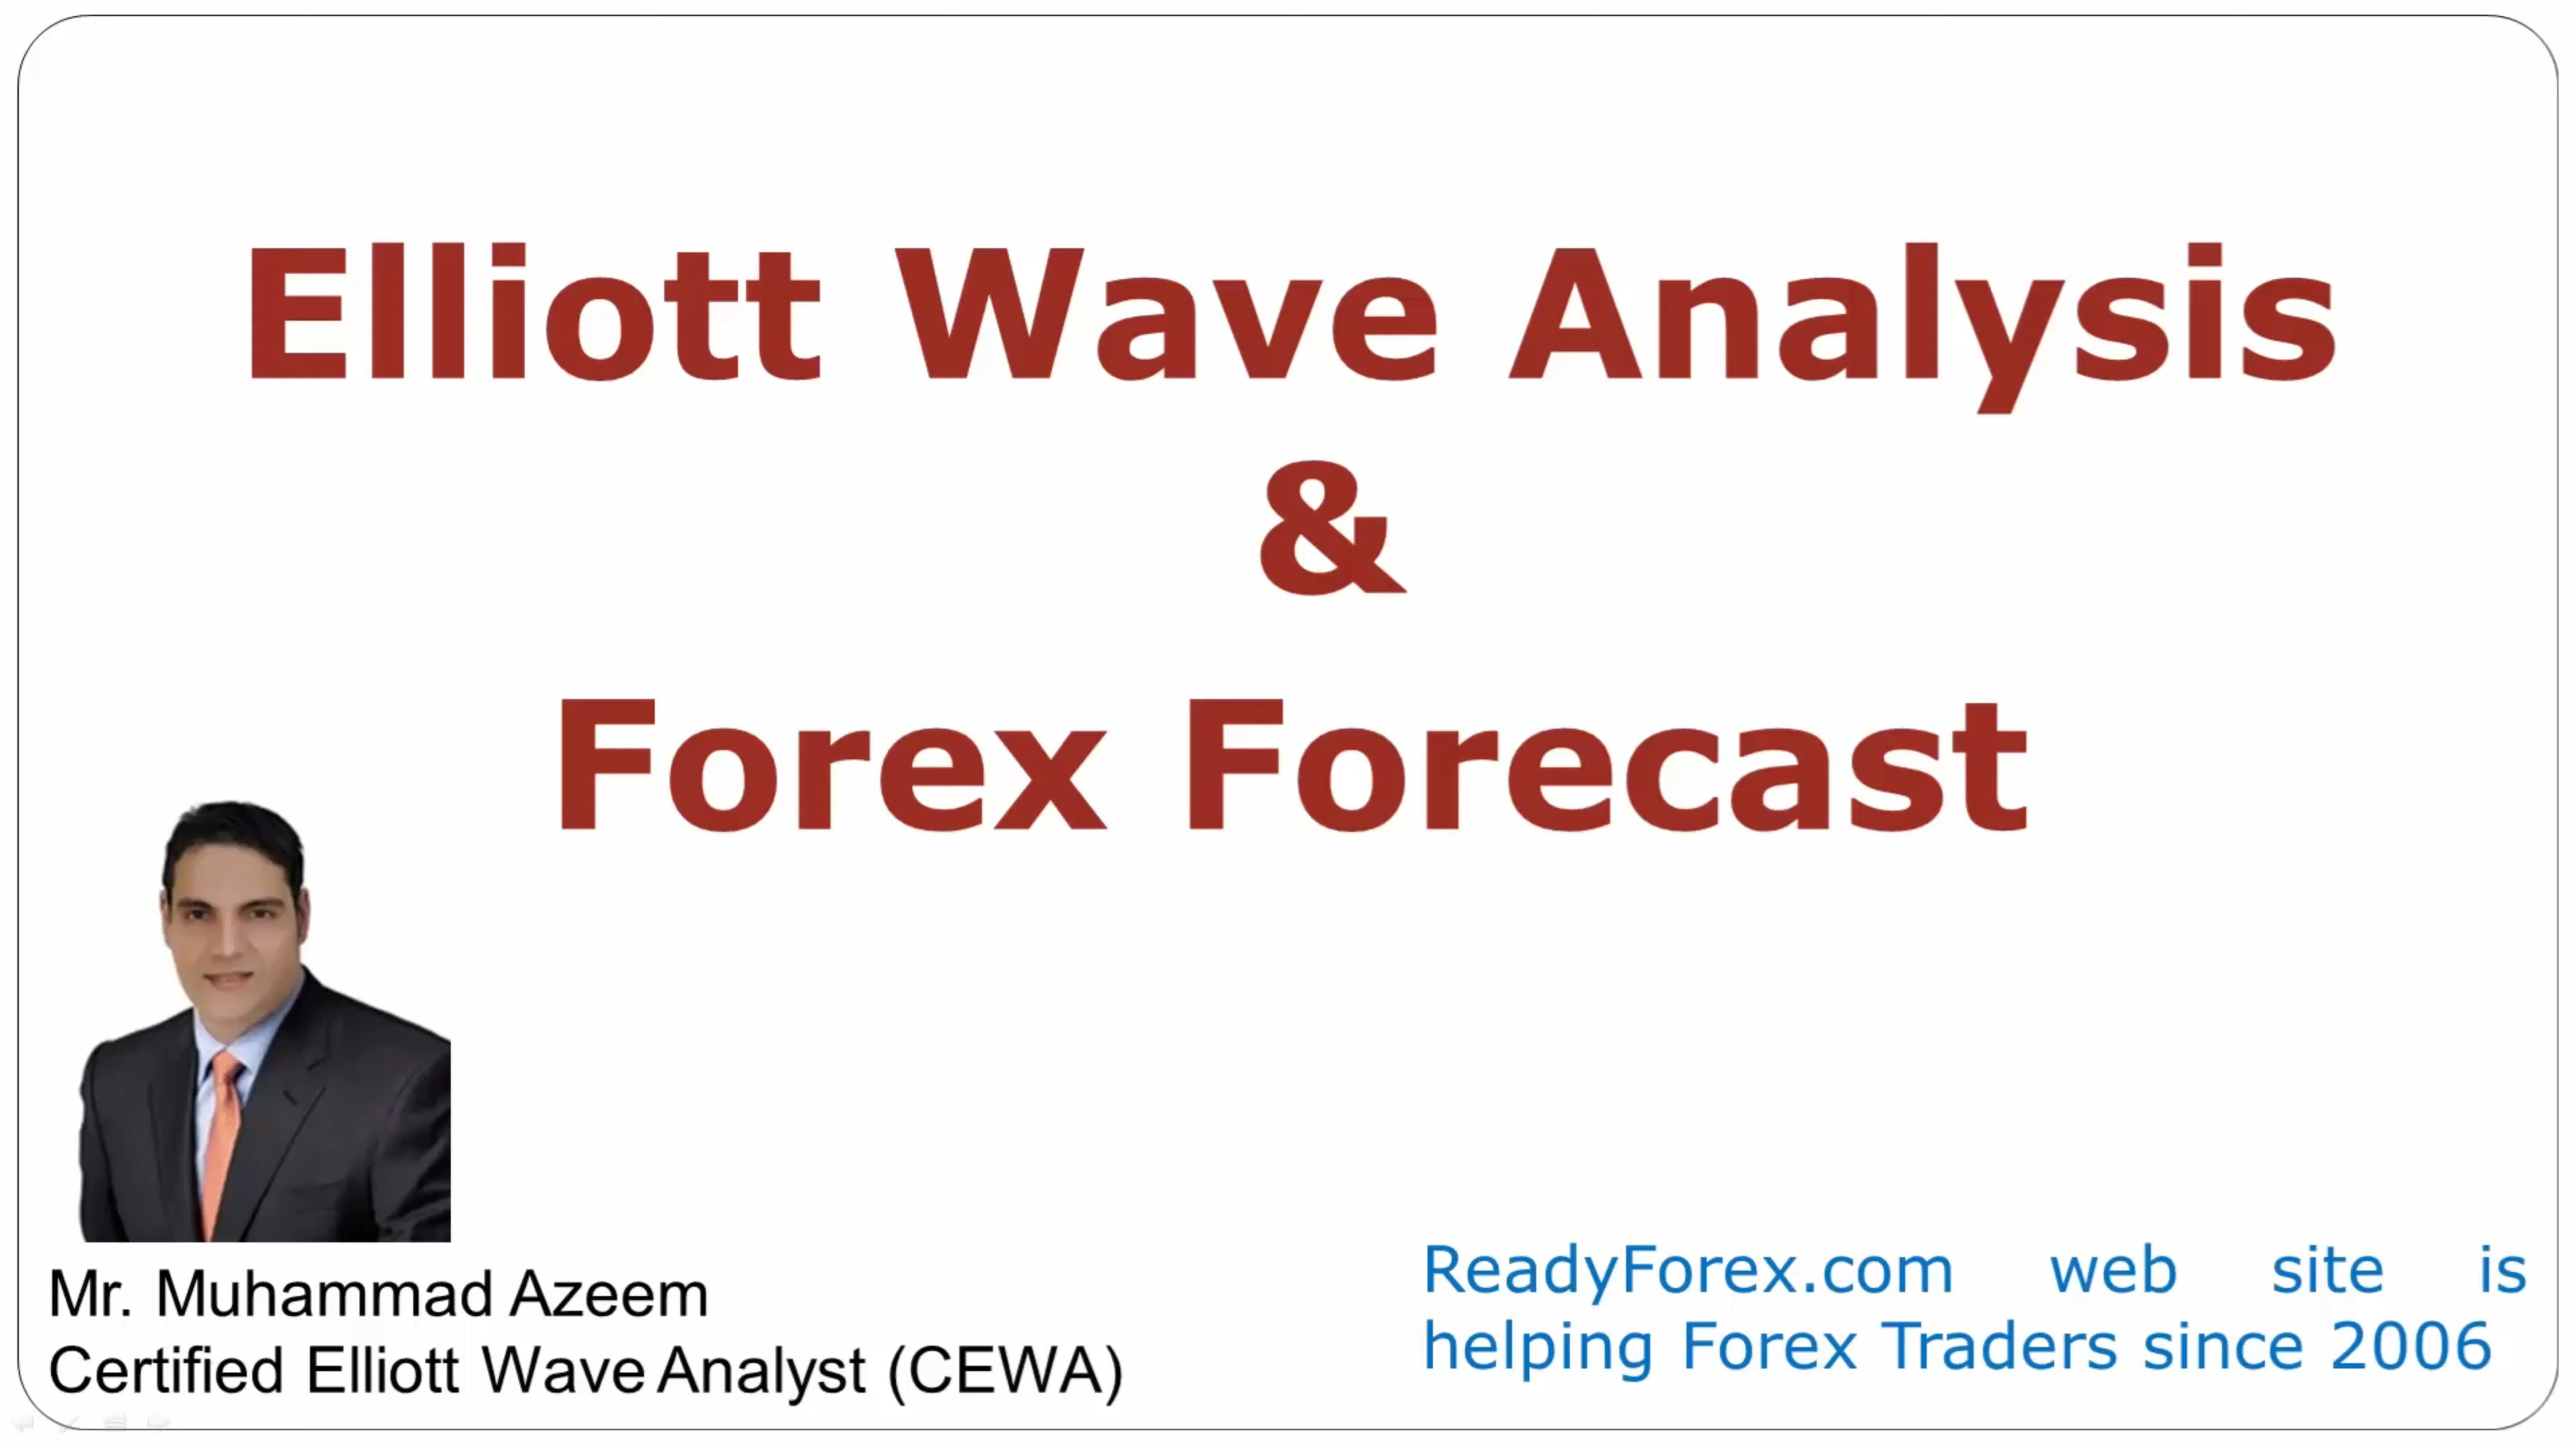 Elliott Wave Analysis
&
Forex Forecast
Mr. Muhammad Azeem
Certified Elliott Wave Analyst (CEWA)
ReadyForex.com web site is
helping Forex Traders since 2006